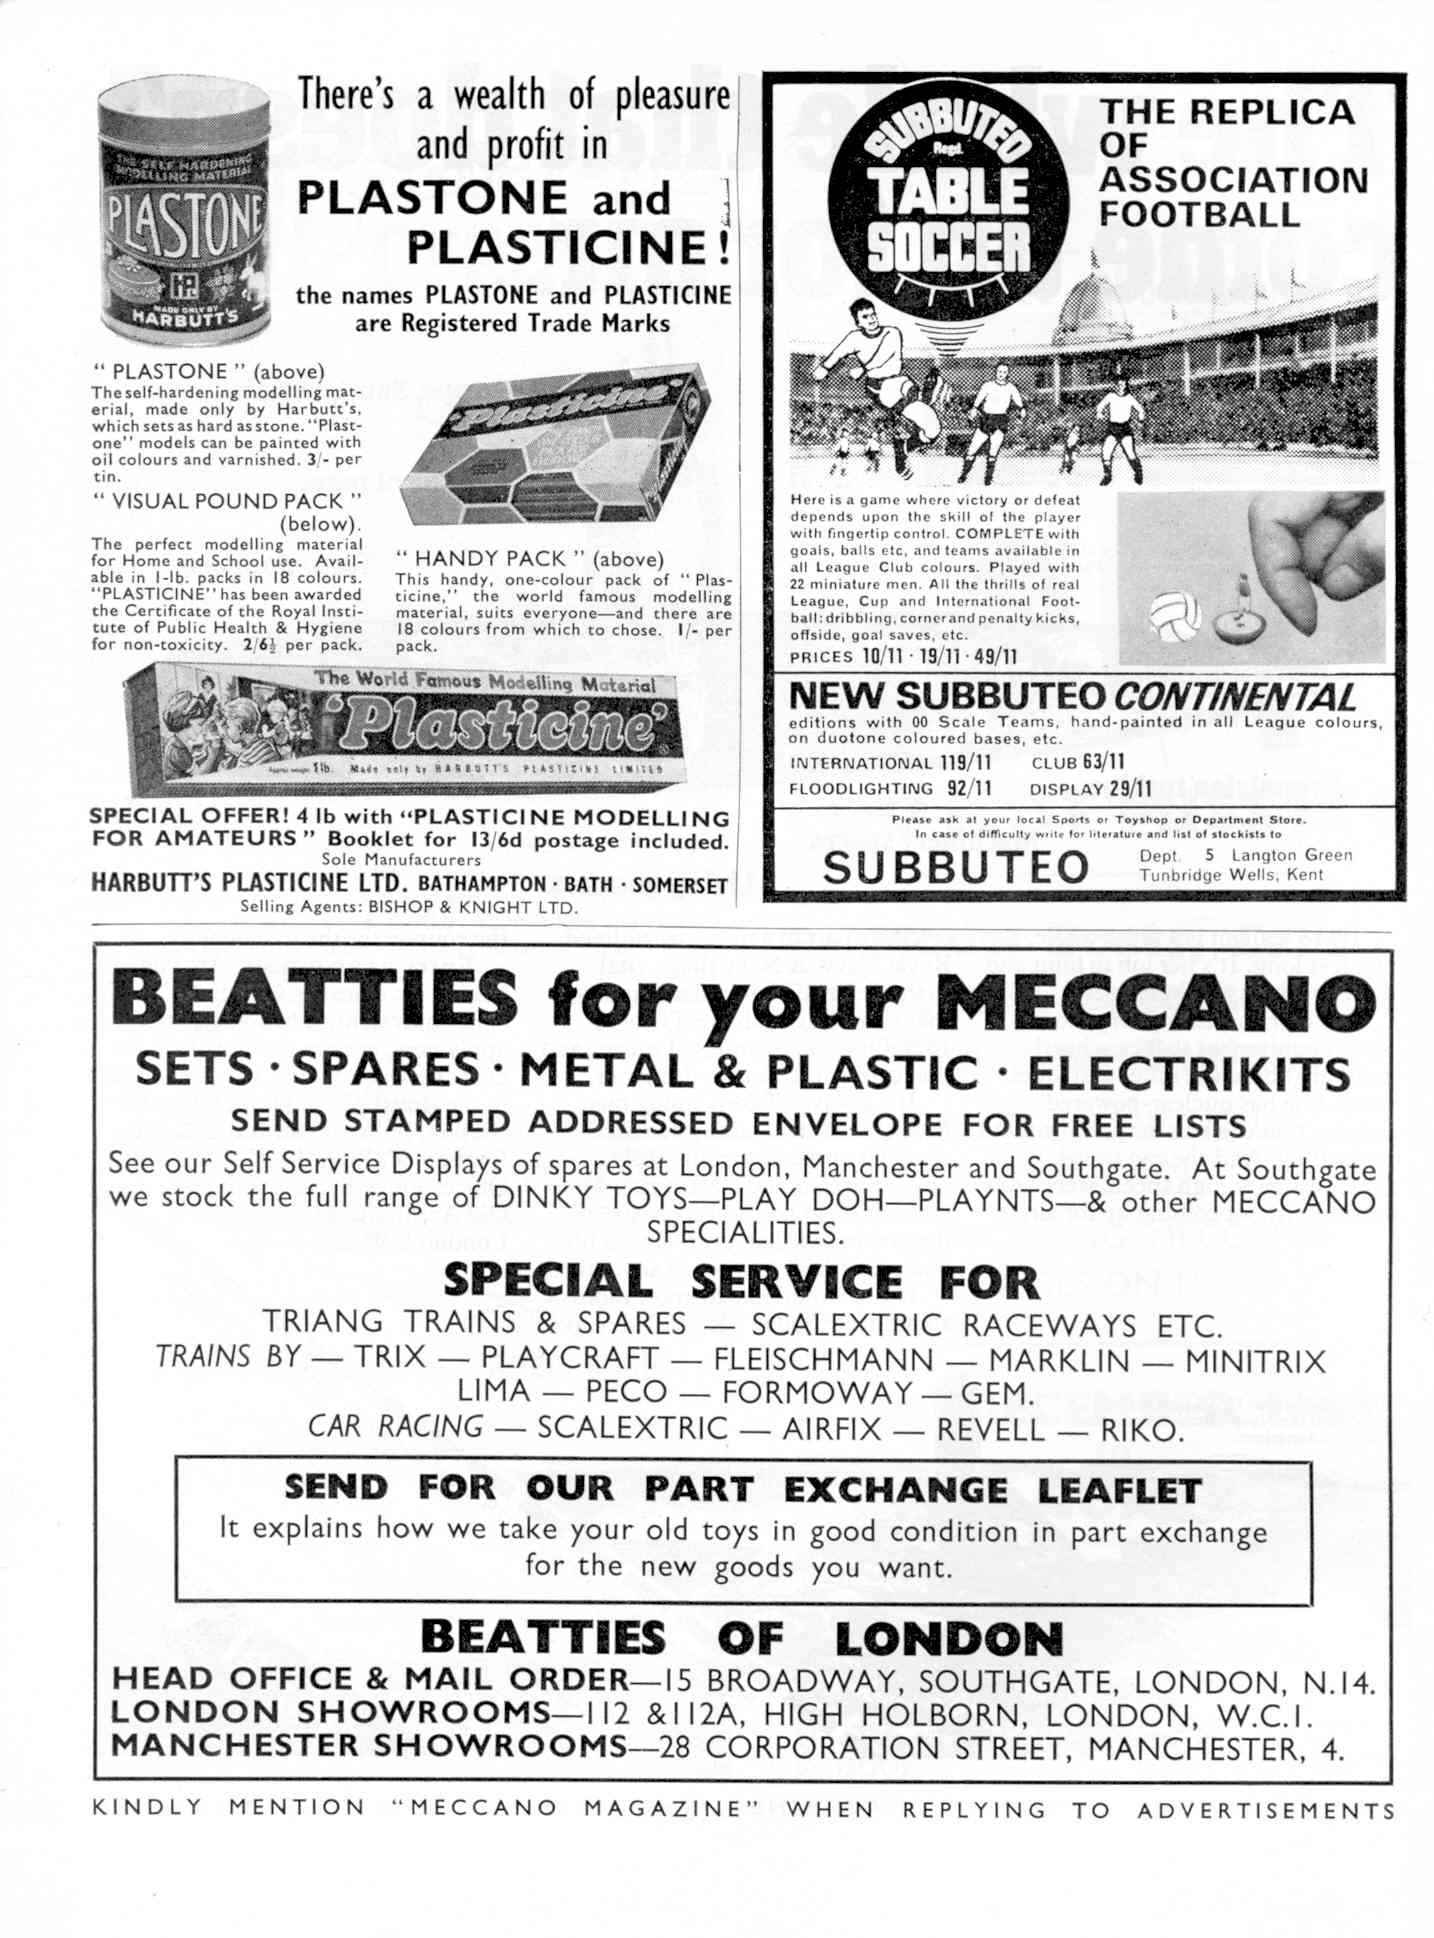 There's a wealth of pleasure
and profit in
PLASTONE and
PLASTICINE!
the names PLASTONE and PLASTICINE
are Registered Trade Marks
THE SELF HARDENING
MODELLING MATERIAL
PLASTONE
MADE ONLY BY
HARBUTT'S
" PLASTONE " (above)
The self-hardening modelling mat-
erial, made only by Harbutt's,
which sets as hard as stone. "Plast-
one" models can be painted with
oil colours and varnished. 3/- per
tin.
" VISUAL POUND PACK "
(below).
The perfect modelling material
for Home and School use. Avail-
able in 1-lb. packs in 18 colours.
"PLASTICINE" has been awarded
the Certificate of the Royal Insti-
tute of Public Health & Hygiene
for non-toxicity. 2/6½ per pack.
'Plasticine'
" HANDY PACK " (above)
This handy, one-colour pack of " Plas-
ticine," the world famous modelling
material, suits everyone—and there are
18 colours from which to chose. 1/- per
pack.
The World Famous Modelling Material
'Plasticine'
Approx weight 1 lb. Made only by HARBUTT'S PLASTICINE LIMITED
SPECIAL OFFER! 4 lb with "PLASTICINE MODELLING
FOR AMATEURS " Booklet for 13/6d postage included.
Sole Manufacturers
HARBUTT'S PLASTICINE LTD. BATHAMPTON · BATH · SOMERSET
Selling Agents: BISHOP & KNIGHT LTD.
SUBBUTEO
Regd.
TABLE
SOCCER
THE REPLICA
OF
ASSOCIATION
FOOTBALL
Here is a game where victory or defeat
depends upon the skill of the player
with fingertip control. COMPLETE with
goals, balls etc, and teams available in
all League Club colours. Played with
22 miniature men. All the thrills of real
League, Cup and International Foot-
ball: dribbling, corner and penalty kicks,
offside, goal saves, etc.
PRICES 10/11 · 19/11 · 49/11
NEW SUBBUTEO CONTINENTAL
editions with 00 Scale Teams, hand-painted in all League colours,
on duotone coloured bases, etc.
INTERNATIONAL 119/11 CLUB 63/11
FLOODLIGHTING 92/11 DISPLAY 29/11
Please ask at your local Sports or Toyshop or Department Store.
In case of difficulty write for literature and list of stockists to
SUBBUTEO Dept. 5 Langton Green
Tunbridge Wells, Kent
BEATTIES for your MECCANO
SETS · SPARES · METAL & PLASTIC · ELECTRIKITS
SEND STAMPED ADDRESSED ENVELOPE FOR FREE LISTS
See our Self Service Displays of spares at London, Manchester and Southgate. At Southgate
we stock the full range of DINKY TOYS—PLAY DOH—PLAYNTS—& other MECCANO
SPECIALITIES.
SPECIAL SERVICE FOR
TRIANG TRAINS & SPARES — SCALEXTRIC RACEWAYS ETC.
TRAINS BY — TRIX — PLAYCRAFT — FLEISCHMANN — MARKLIN — MINITRIX
LIMA — PECO — FORMOWAY — GEM.
CAR RACING — SCALEXTRIC — AIRFIX — REVELL — RIKO.
SEND FOR OUR PART EXCHANGE LEAFLET
It explains how we take your old toys in good condition in part exchange
for the new goods you want.
BEATTIES OF LONDON
HEAD OFFICE & MAIL ORDER—15 BROADWAY, SOUTHGATE, LONDON, N.14.
LONDON SHOWROOMS—112 &112A, HIGH HOLBORN, LONDON, W.C.1.
MANCHESTER SHOWROOMS—28 CORPORATION STREET, MANCHESTER, 4.
KINDLY MENTION "MECCANO MAGAZINE" WHEN REPLYING TO ADVERTISEMENTS